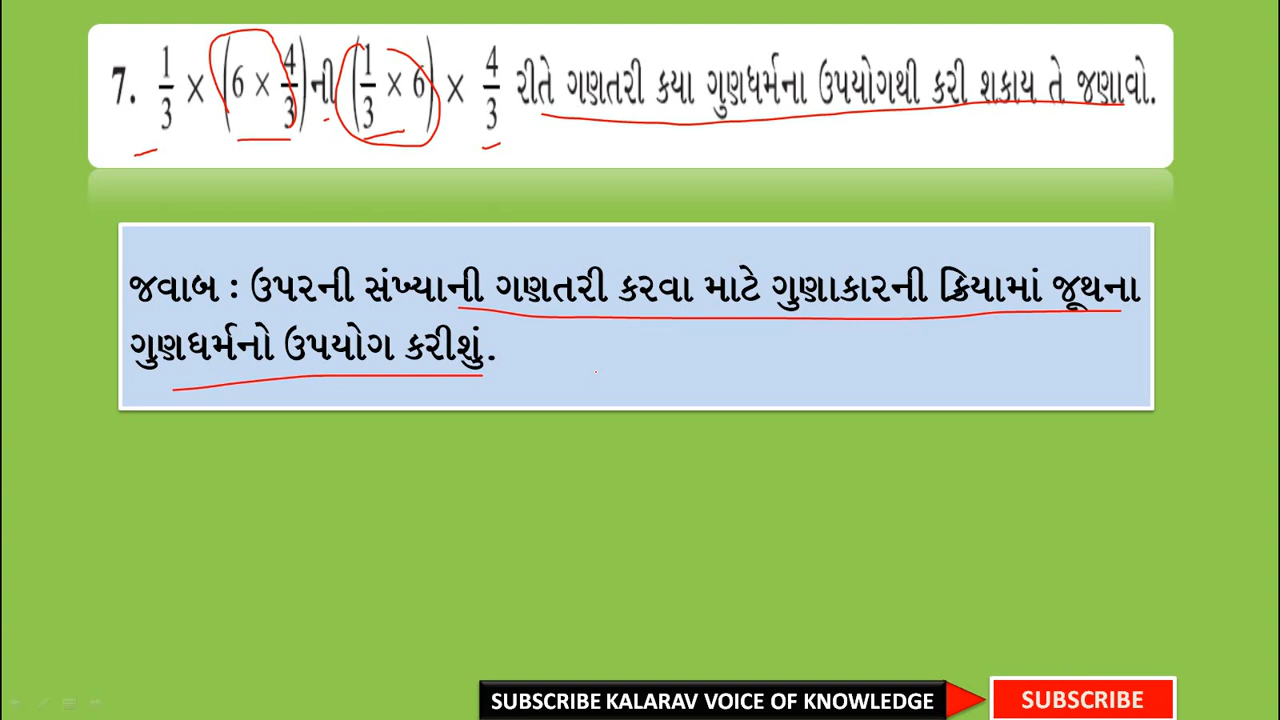 7. 1/3 × (6 × 4/3) ની (1/3 × 6) × 4/3 રીતે ગણતરી કયા ગુણધર્મના ઉપયોગથી કરી શકાય તે જણાવો.
જવાબ : ઉપરની સંખ્યાની ગણતરી કરવા માટે ગુણાકારની ક્રિયામાં જૂથના
ગુણધર્મનો ઉપયોગ કરીશું.
SUBSCRIBE KALARAV VOICE OF KNOWLEDGE SUBSCRIBE